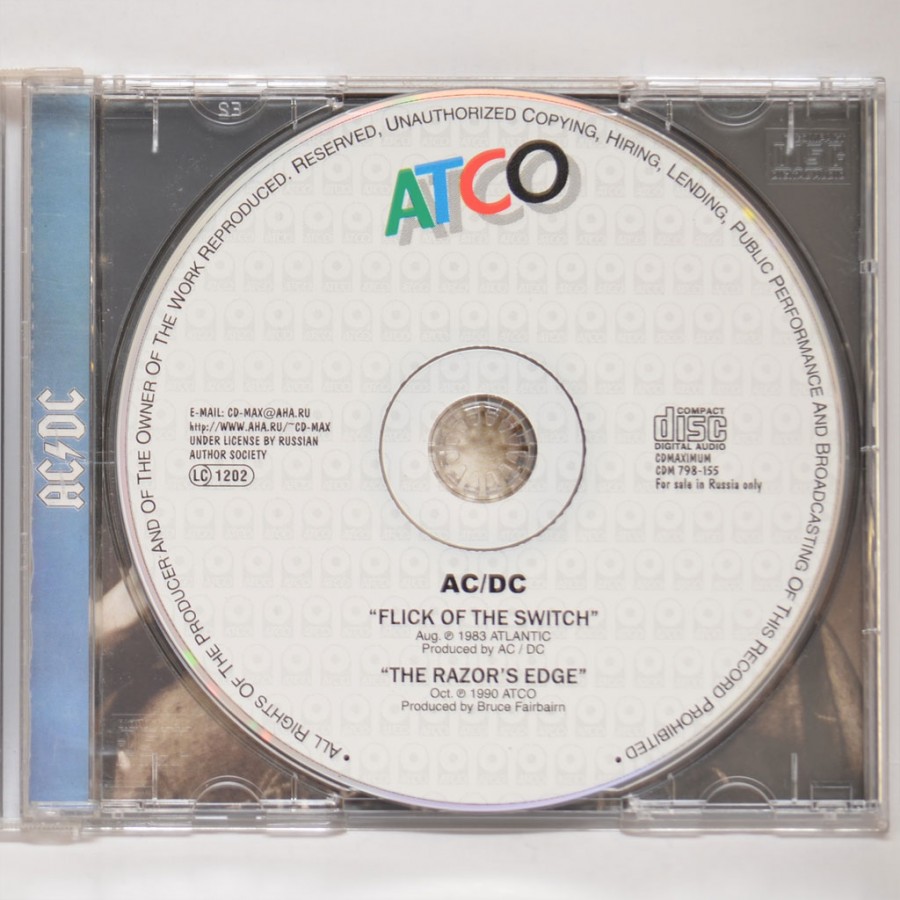 AC/DC
ATCO
ALL RIGHTS OF THE PRODUCER AND OF THE OWNER OF THE WORK REPRODUCED. RESERVED, UNAUTHORIZED COPYING, HIRING, LENDING, PUBLIC PERFORMANCE AND BROADCASTING OF THIS RECORD PROHIBITED
E-MAIL: CD-MAX@AHA.RU
http://WWW.AHA.RU/~CD-MAX
UNDER LICENSE BY RUSSIAN
AUTHOR SOCIETY
LC 1202
COMPACT
disc
DIGITAL AUDIO
CDMAXIMUM
CDM 798-155
For sale in Russia only
AC/DC
"FLICK OF THE SWITCH"
Aug. ℗ 1983 ATLANTIC
Produced by AC / DC
"THE RAZOR'S EDGE"
Oct. ℗ 1990 ATCO
Produced by Bruce Fairbairn